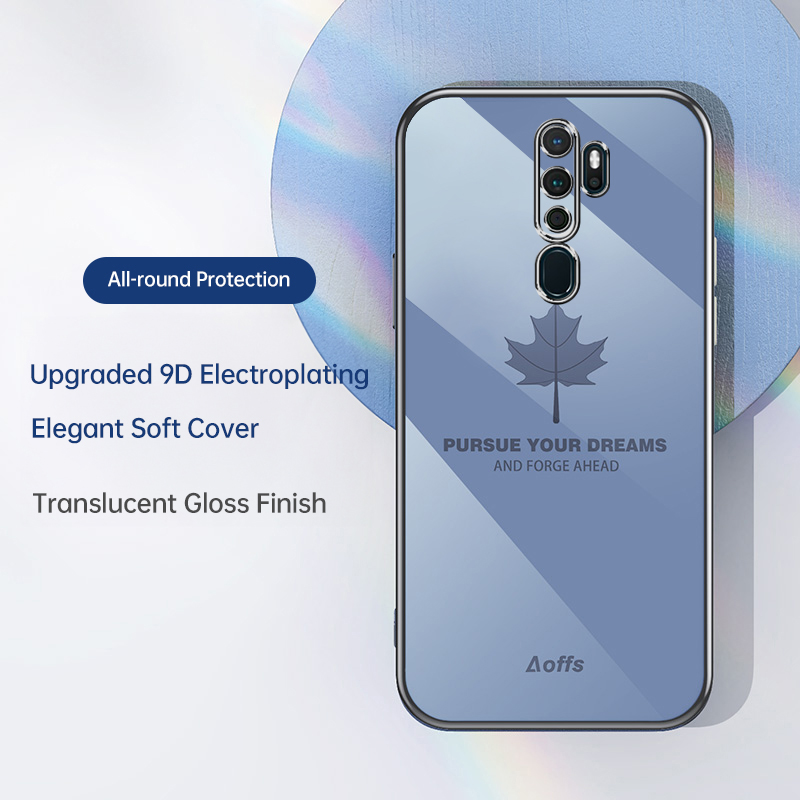 All-round Protection
Upgraded 9D Electroplating
Elegant Soft Cover
Translucent Gloss Finish
PURSUE YOUR DREAMS
AND FORGE AHEAD
Aoffs